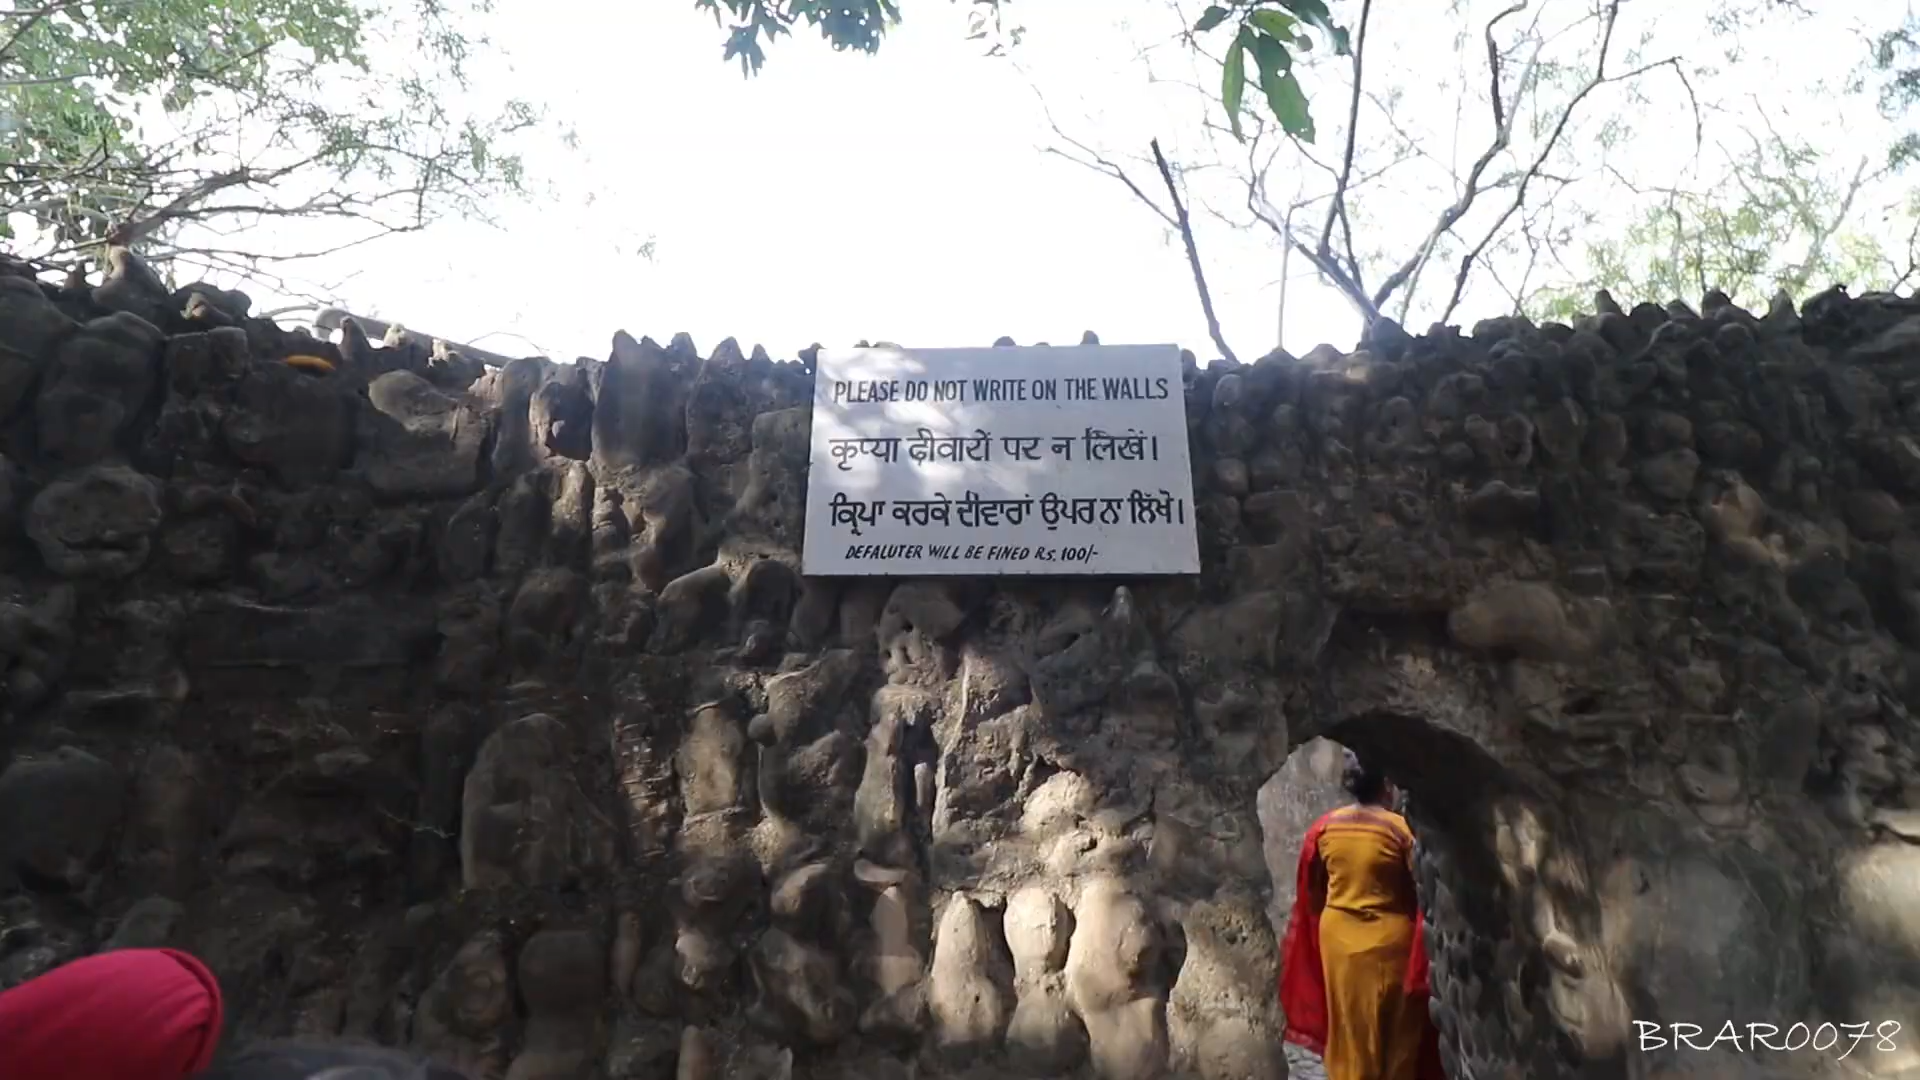 PLEASE DO NOT WRITE ON THE WALLS
कृप्या दीवारों पर न लिखें।
ਕ੍ਰਿਪਾ ਕਰਕੇ ਦੀਵਾਰਾਂ ਉਪਰ ਨਾ ਲਿੱਖੋ।
DEFALUTER WILL BE FINED RS. 100/-
BRAR0078